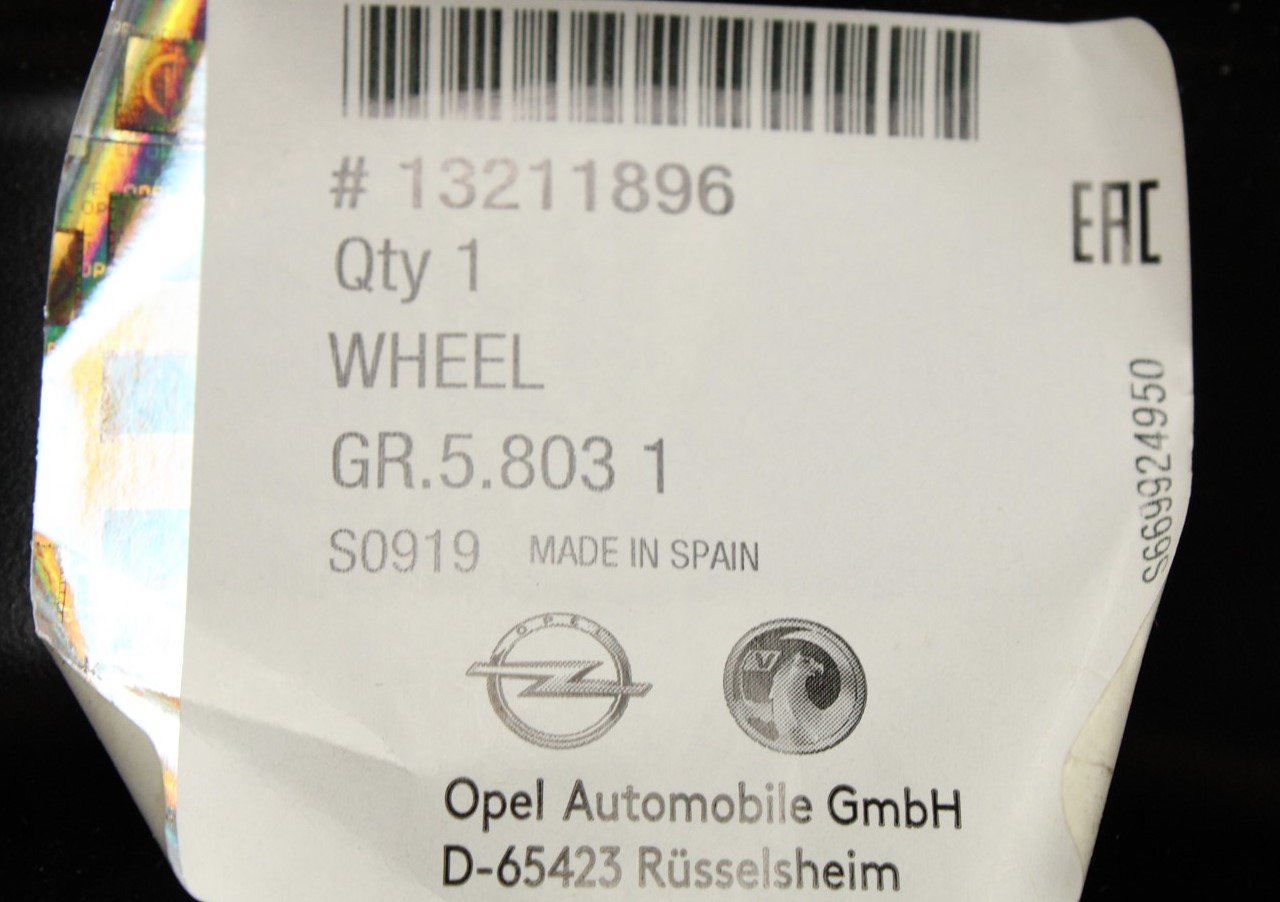 # 13211896
EAC
Qty 1
WHEEL
GR.5.803 1
S0919 MADE IN SPAIN
S669924950
OPEL
V
Opel Automobile GmbH
D-65423 Rüsselsheim